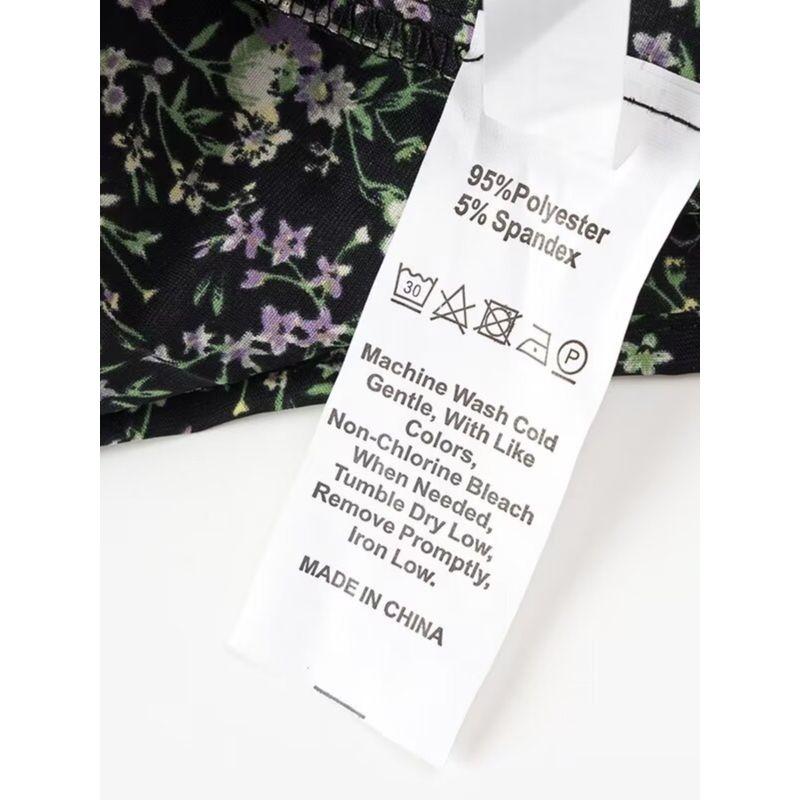 95%Polyester
5% Spandex
30 P
Machine Wash Cold
Gentle, With Like
Colors,
Non-Chlorine Bleach
When Needed,
Tumble Dry Low,
Remove Promptly,
Iron Low.
MADE IN CHINA